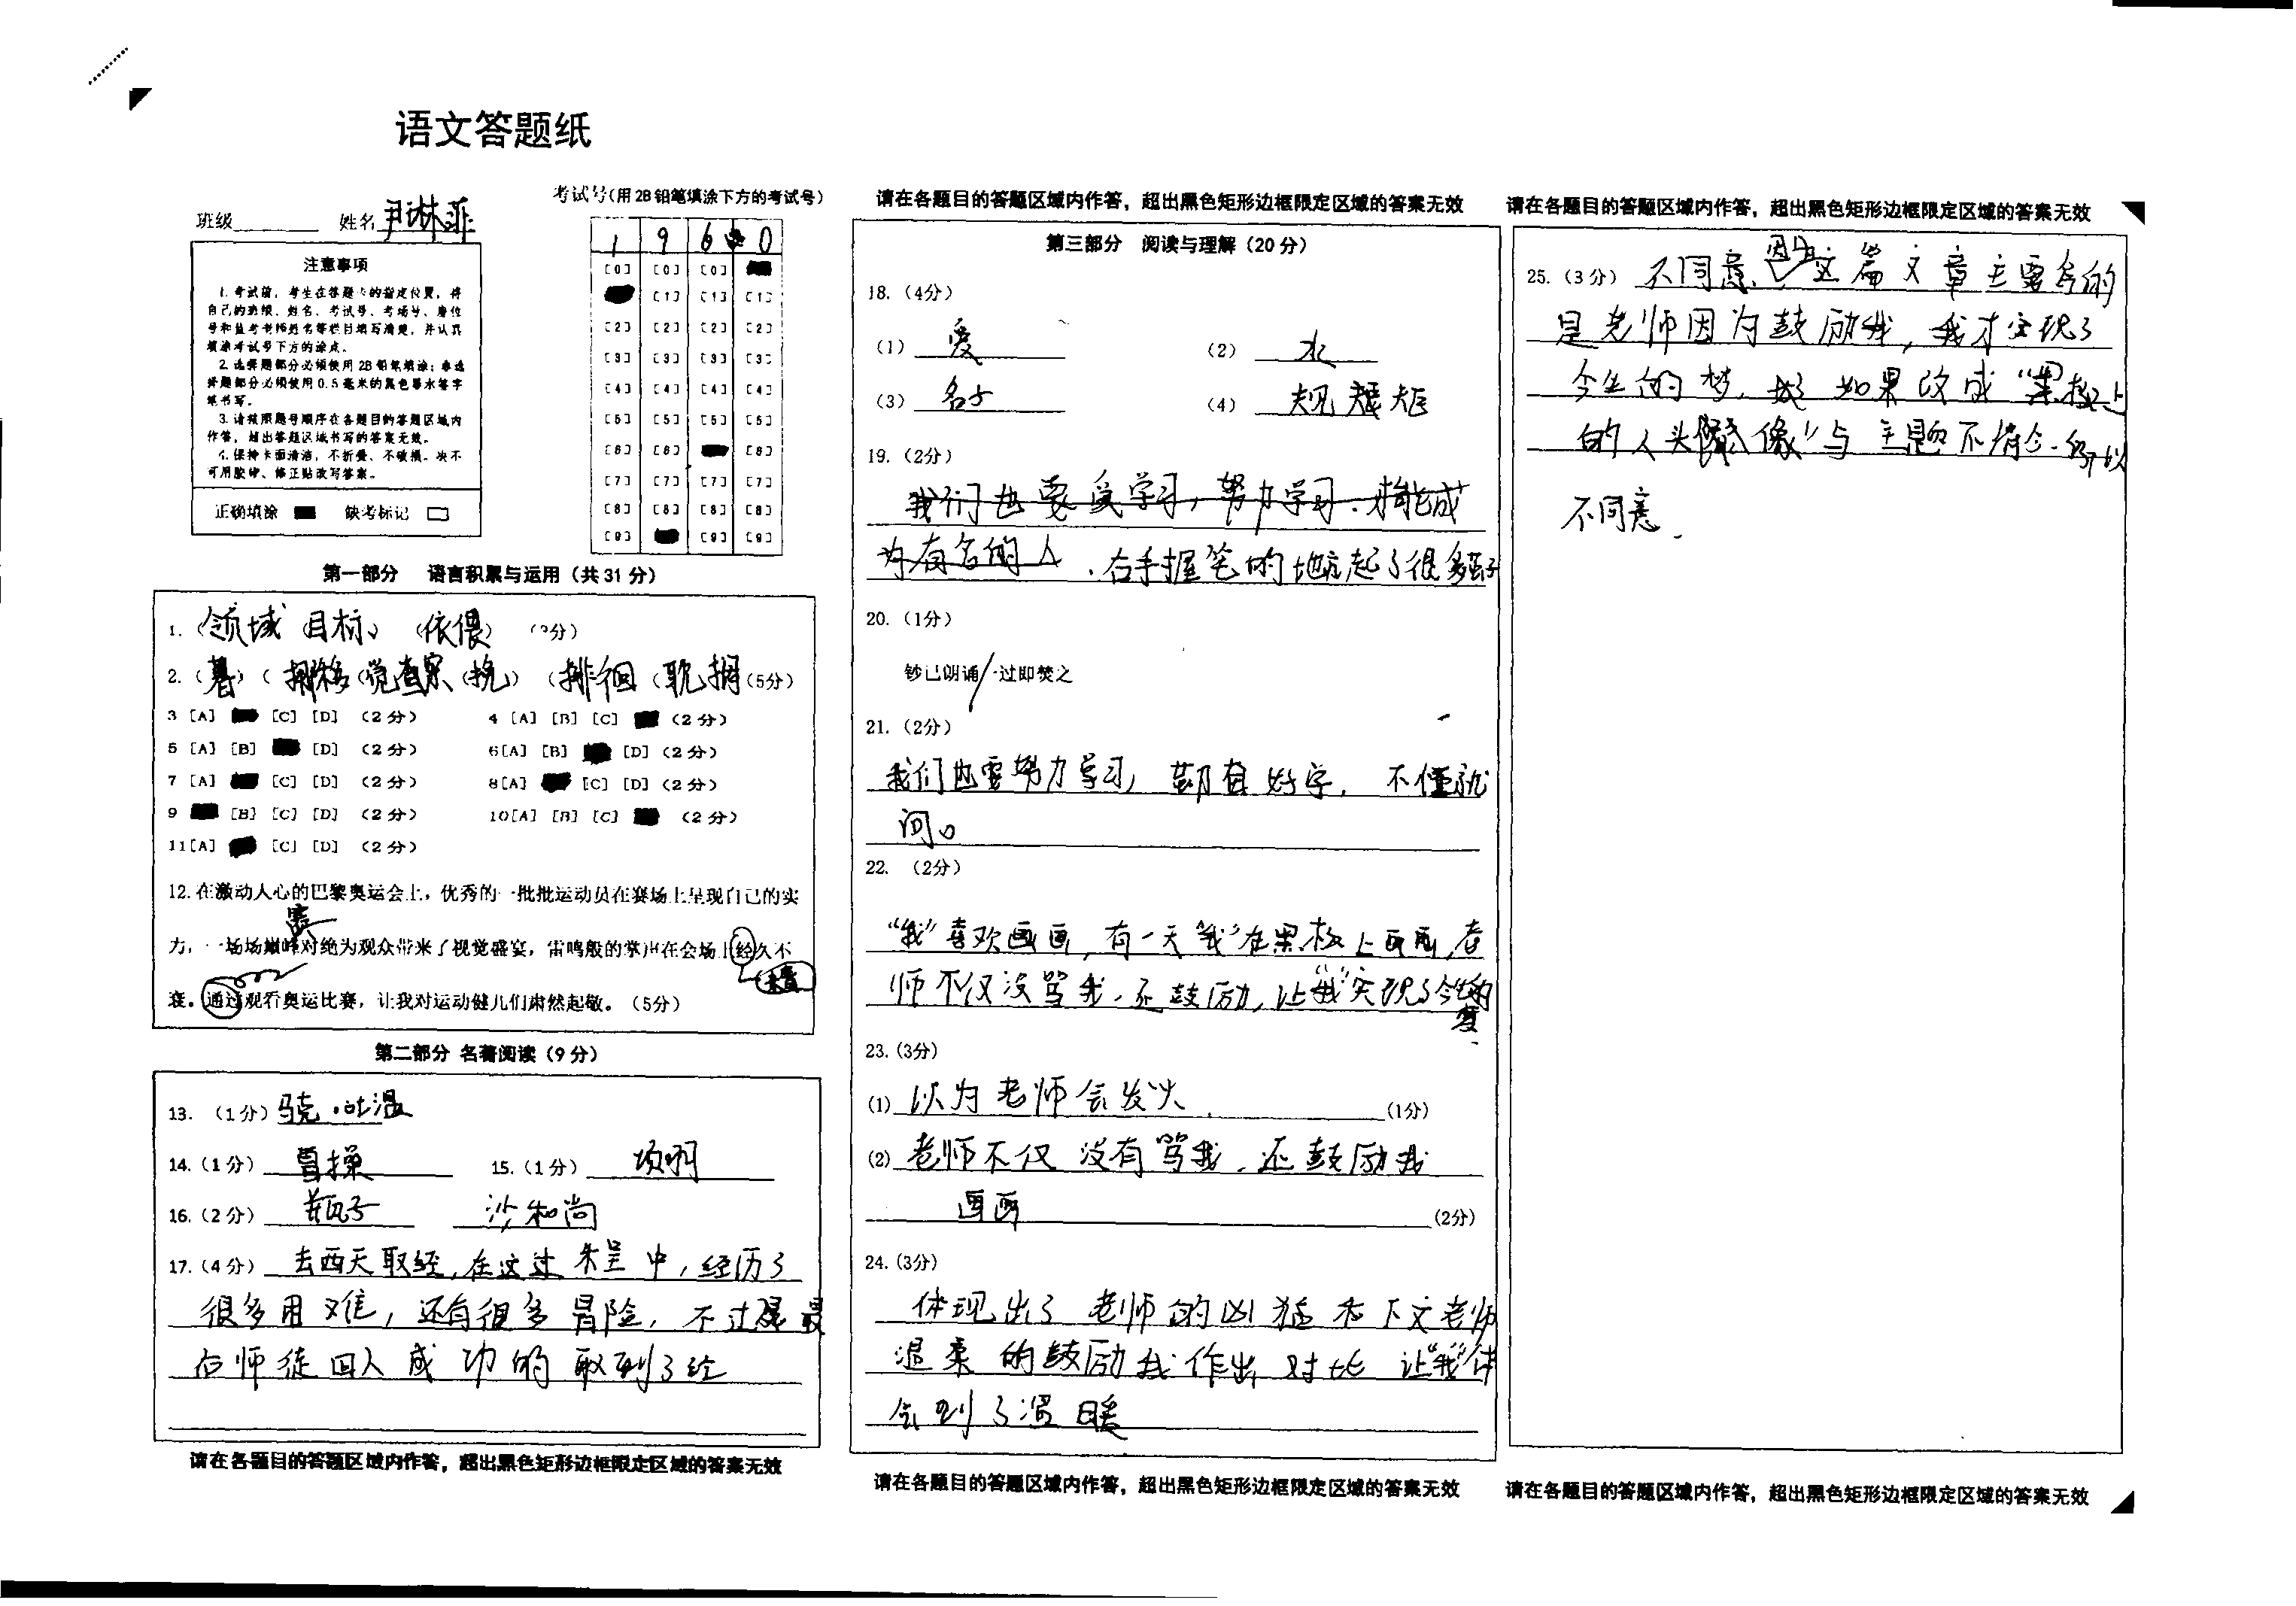 语文答题纸
班级 姓名 尹琳菲
考试号(用2B铅笔填涂下方的考试号)
1 9 6 0
[0] [0] [0]
[1] [1] [1]
[2] [2] [2] [2]
[3] [3] [3] [3]
[4] [4] [4] [4]
[5] [5] [5] [5]
[6] [6] [6]
[7] [7] [7] [7]
[8] [8] [8] [8]
[9] [9] [9]
注意事项
1.考试前,考生在答题卡的指定位置,将
自己的班级、姓名、考试号、考场号、座位
号和监考老师姓名等栏目填写清楚,并认真
填涂考试号下方的涂点。
2.选择题部分必须使用2B铅笔填涂;非选
择题部分必须使用0.5毫米的黑色墨水签字
笔书写。
3.请按照题号顺序在各题目的答题区域内
作答,超出答题区域书写的答案无效。
4.保持卡面清洁,不折叠、不破损。决不
可用胶带、修正贴改写答案。
正确填涂 缺考标记
第一部分 语言积累与运用(共31分)
1.(领域 目标)(依偎)
2.(暮)( 徘徊 (5分)
3 [A] [C] [D] (2分) 4 [A] [B] [C] (2分)
5 [A] [B] [D] (2分) 6[A] [B] [D] (2分)
7 [A] [C] [D] (2分) 8[A] [C] [D] (2分)
9 [B] [C] [D] (2分) 10[A] [B] [C] (2分)
11[A] [C] [D] (2分)
12.在激动人心的巴黎奥运会上,优秀的一批批运动员在赛场上呈现自己的实
力,一场场巅峰对绝为观众带来了视觉盛宴,雷鸣般的掌声在会场上经久不
衰。通过观看奥运比赛,让我对运动健儿们肃然起敬。(5分)
第二部分 名著阅读(9分)
13.(1分)骆·吐温
14.(1分) 曹操 15.(1分)
16.(2分) 瓶子 沙和尚
17.(4分) 去西天取经,在这过 中,经历了
很多困难,还有很多冒险,不过 最
后师徒四人成功的取到了经
请在各题目的答题区域内作答,超出黑色矩形边框限定区域的答案无效
请在各题目的答题区域内作答,超出黑色矩形边框限定区域的答案无效
第三部分 阅读与理解(20分)
18.(4分)
(1) 爱 (2) 水
(3) 名字 (4) 规矩
19.(2分)
我们也要爱学习,努力学习.才能成
为有名的人.右手握笔的地方起了很多茧子
20.(1分)
钞已朗诵/一过即焚之
21.(2分)
我们也要努力学习,勤奋好学.不懂就
问。
22.(2分)
“我”喜欢画画,有一天“我”在黑板上画画,老
师不仅没骂我.还鼓励,让“我”实现了今生的
梦.
23.(3分)
(1) 以为老师会发火. (1分)
(2) 老师不仅没有骂我.还鼓励我
画画 (2分)
24.(3分)
体现出了老师的凶猛和下文老师
温柔的鼓励我作出对比 让“我”体
会到了温暖
请在各题目的答题区域内作答,超出黑色矩形边框限定区域的答案无效
请在各题目的答题区域内作答,超出黑色矩形边框限定区域的答案无效
25.(3分) 不同意.因为这篇文章主要写的
是老师因为鼓励我,我才实现了
今生的梦. 如果改成“黑板上
的人头像”与主题不符合.所以
不同意.
请在各题目的答题区域内作答,超出黑色矩形边框限定区域的答案无效